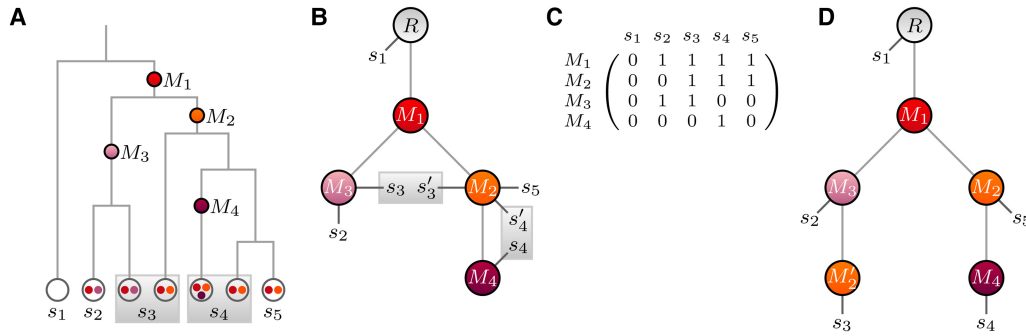 A
M₁
M₂
M₃
M₄
s₁ s₂ s₃ s₄ s₅
B
R
s₁
M₁
M₃ s₃ s′₃ M₂ s₅
s₂
s′₄
s₄
M₄
C
s₁ s₂ s₃ s₄ s₅
M₁ 0 1 1 1 1
M₂ 0 0 1 1 1
M₃ 0 1 1 0 0
M₄ 0 0 0 1 0
D
R
s₁
M₁
M₃ M₂
s₂ s₅
M′₂ M₄
s₃ s₄